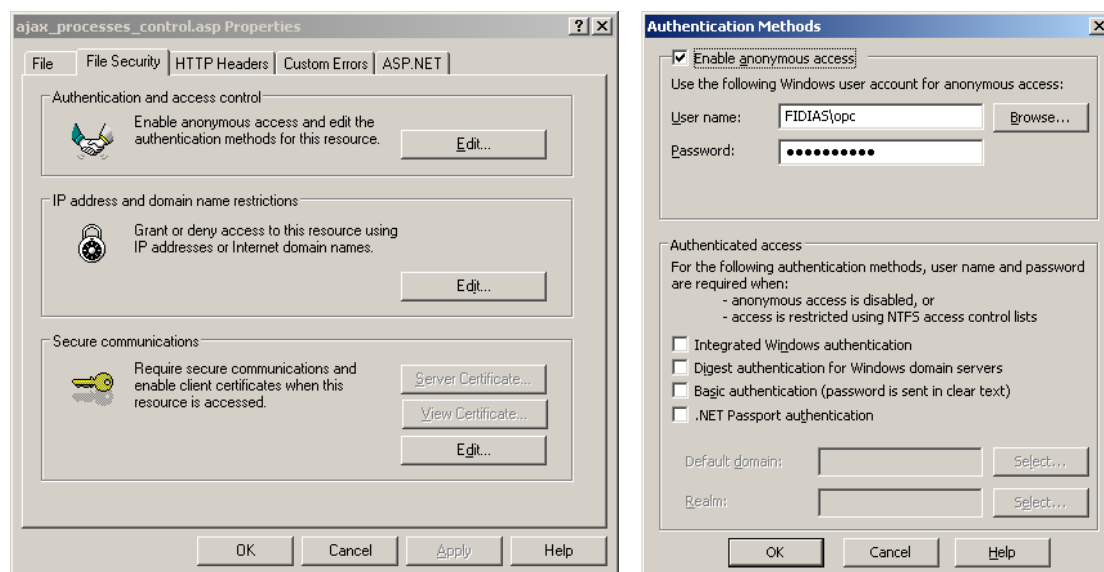 ajax_processes_control.asp Properties
File
File Security
HTTP Headers
Custom Errors
ASP.NET
Authentication and access control
Enable anonymous access and edit the
authentication methods for this resource.
Edit...
IP address and domain name restrictions
Grant or deny access to this resource using
IP addresses or Internet domain names.
Edit...
Secure communications
Require secure communications and
enable client certificates when this
resource is accessed.
Server Certificate...
View Certificate...
Edit...
OK
Cancel
Apply
Help
Authentication Methods
Enable anonymous access
Use the following Windows user account for anonymous access:
User name:
FIDIAS\opc
Browse...
Password:
●●●●●●●●●●
Authenticated access
For the following authentication methods, user name and password
are required when:
- anonymous access is disabled, or
- access is restricted using NTFS access control lists
Integrated Windows authentication
Digest authentication for Windows domain servers
Basic authentication (password is sent in clear text)
.NET Passport authentication
Default domain:
Select...
Realm:
Select...
OK
Cancel
Help